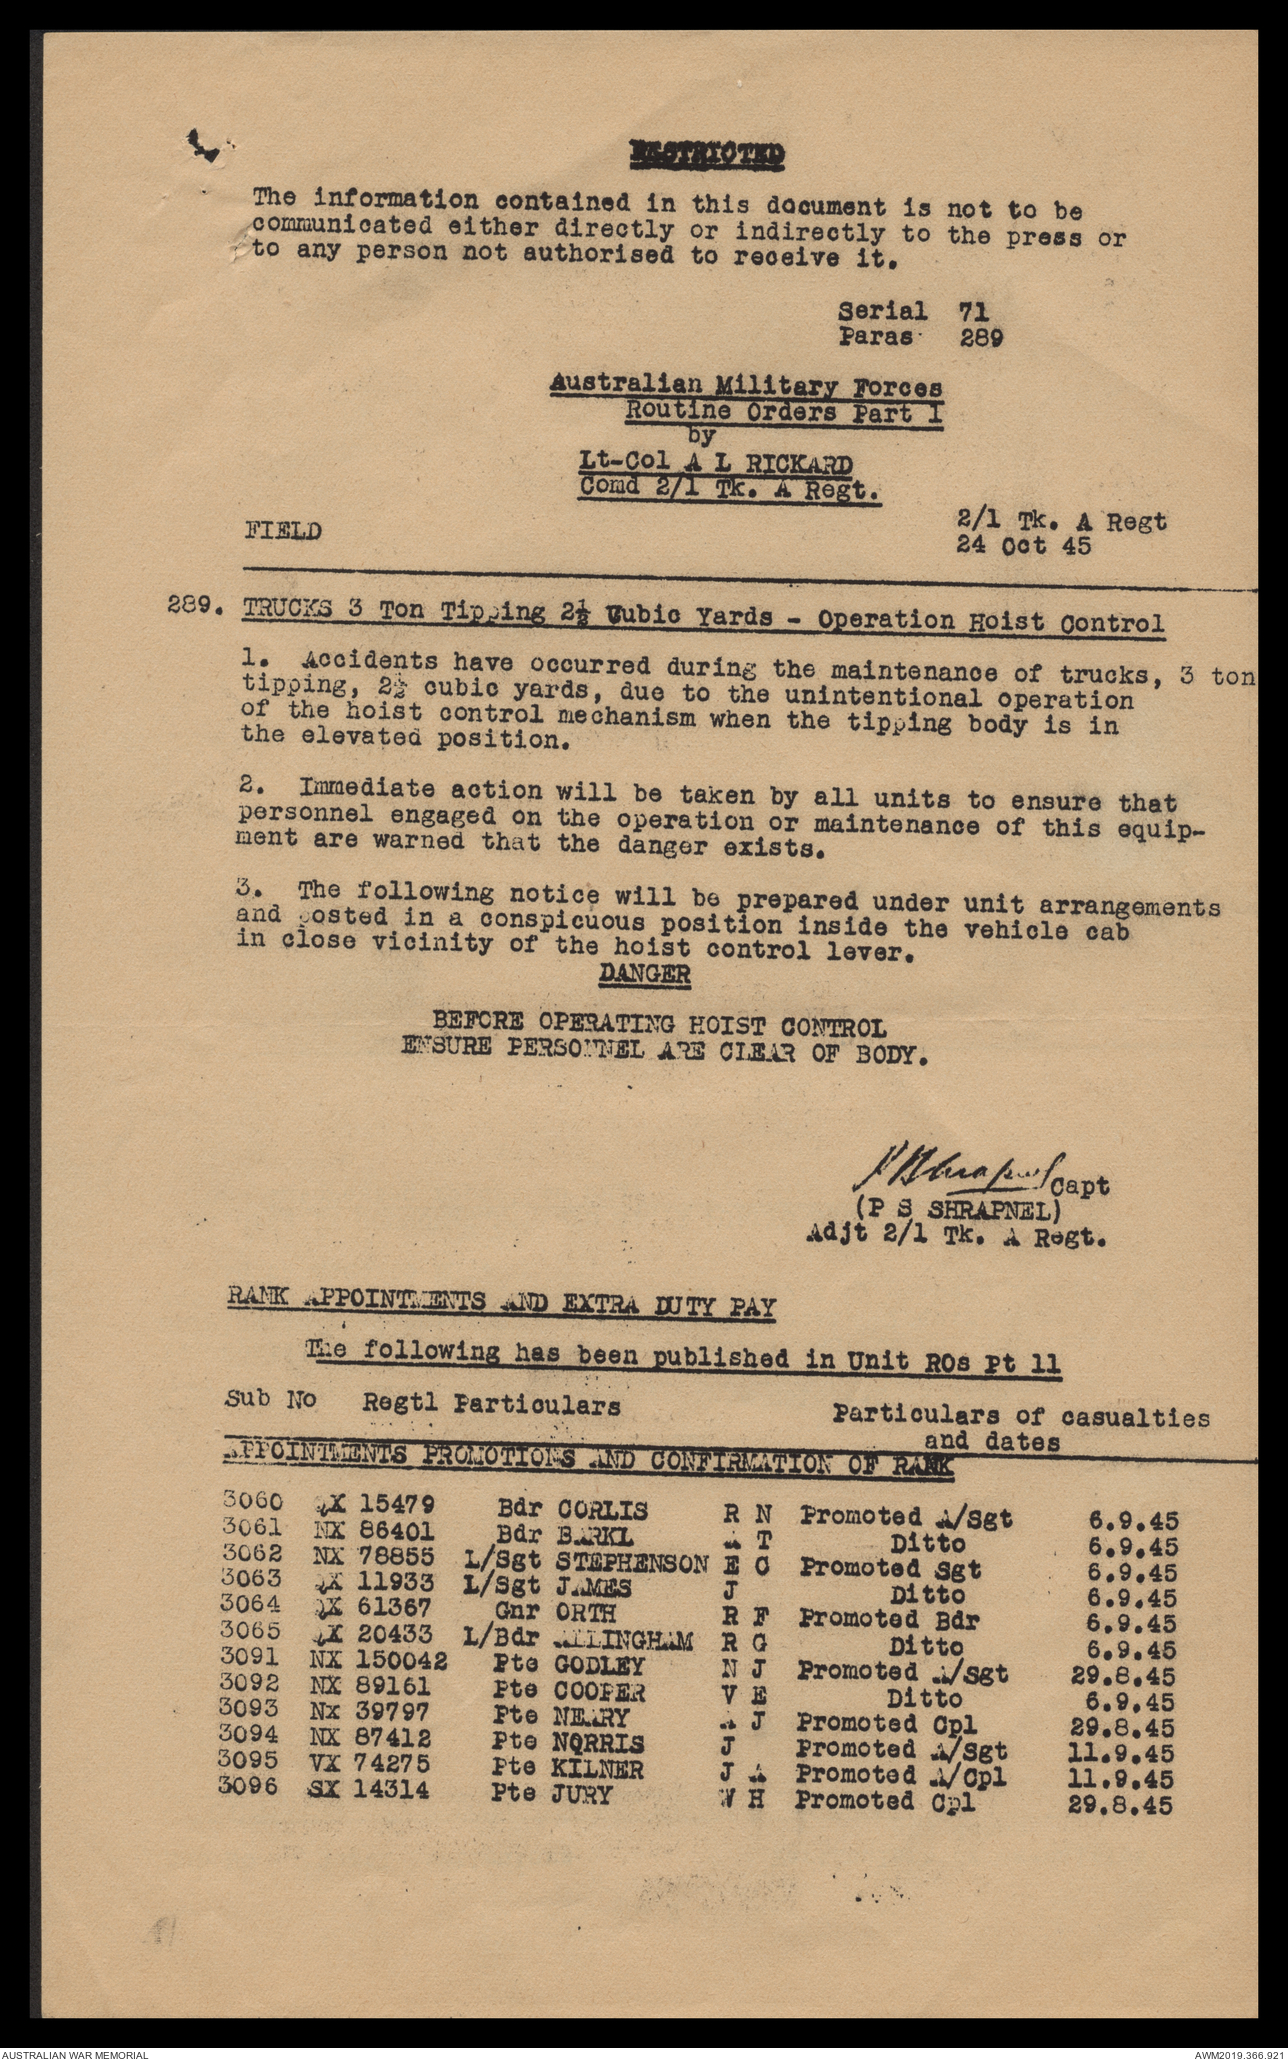 RESTRICTED
The information contained in this document is not to be
communicated either directly or indirectly to the press or
to any person not authorised to receive it.
Serial 71
Paras 289
Australian Military Forces
Routine Orders Part I
by
Lt-Col A L RICKARD
Comd 2/1 Tk. A Regt.
FIELD
2/1 Tk. A Regt
24 Oct 45
289. TRUCKS 3 Ton Tipping 2½ Cubic Yards - Operation Hoist Control
1. Accidents have occurred during the maintenance of trucks, 3 ton
tipping, 2½ cubic yards, due to the unintentional operation
of the hoist control mechanism when the tipping body is in
the elevated position.
2. Immediate action will be taken by all units to ensure that
personnel engaged on the operation or maintenance of this equip-
ment are warned that the danger exists.
3. The following notice will be prepared under unit arrangements
and posted in a conspicuous position inside the vehicle cab
in close vicinity of the hoist control lever.
DANGER
BEFORE OPERATING HOIST CONTROL
ENSURE PERSONNEL ARE CLEAR OF BODY.
P Shrapnel Capt
(P S SHRAPNEL)
Adjt 2/1 Tk. A Regt.
RANK APPOINTMENTS AND EXTRA DUTY PAY
The following has been published in Unit ROs Pt 11
Sub No Regtl Particulars Particulars of casualties
and dates
APPOINTMENTS PROMOTIONS AND CONFIRMATION OF RANK
3060 QX 15479 Bdr CORLIS R N Promoted A/Sgt 6.9.45
3061 NX 86401 Bdr BARKL A T Ditto 6.9.45
3062 NX 78855 L/Sgt STEPHENSON E C Promoted Sgt 6.9.45
3063 QX 11933 L/Sgt JAMES J Ditto 6.9.45
3064 QX 61367 Gnr ORTH R F Promoted Bdr 6.9.45
3065 QX 20433 L/Bdr ALLINGHAM R G Ditto 6.9.45
3091 NX 150042 Pte GODLEY N J Promoted A/Sgt 29.8.45
3092 NX 89161 Pte COOPER V E Ditto 6.9.45
3093 Nx 39797 Pte NEARY A J Promoted Cpl 29.8.45
3094 NX 87412 Pte NORRIS J Promoted A/Sgt 11.9.45
3095 VX 74275 Pte KILNER J A Promoted A/Cpl 11.9.45
3096 SX 14314 Pte JURY W H Promoted Cpl 29.8.45
AUSTRALIAN WAR MEMORIAL
AWM2019.366.921